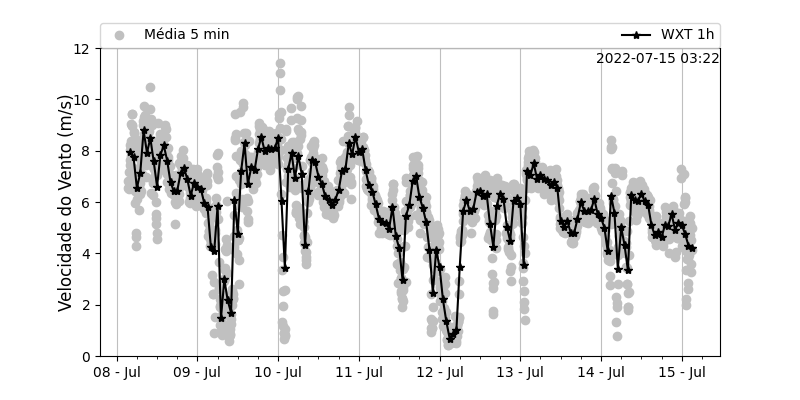 Média 5 min
WXT 1h
2022-07-15 03:22
Velocidade do Vento (m/s)
12
10
8
6
4
2
0
08 - Jul
09 - Jul
10 - Jul
11 - Jul
12 - Jul
13 - Jul
14 - Jul
15 - Jul